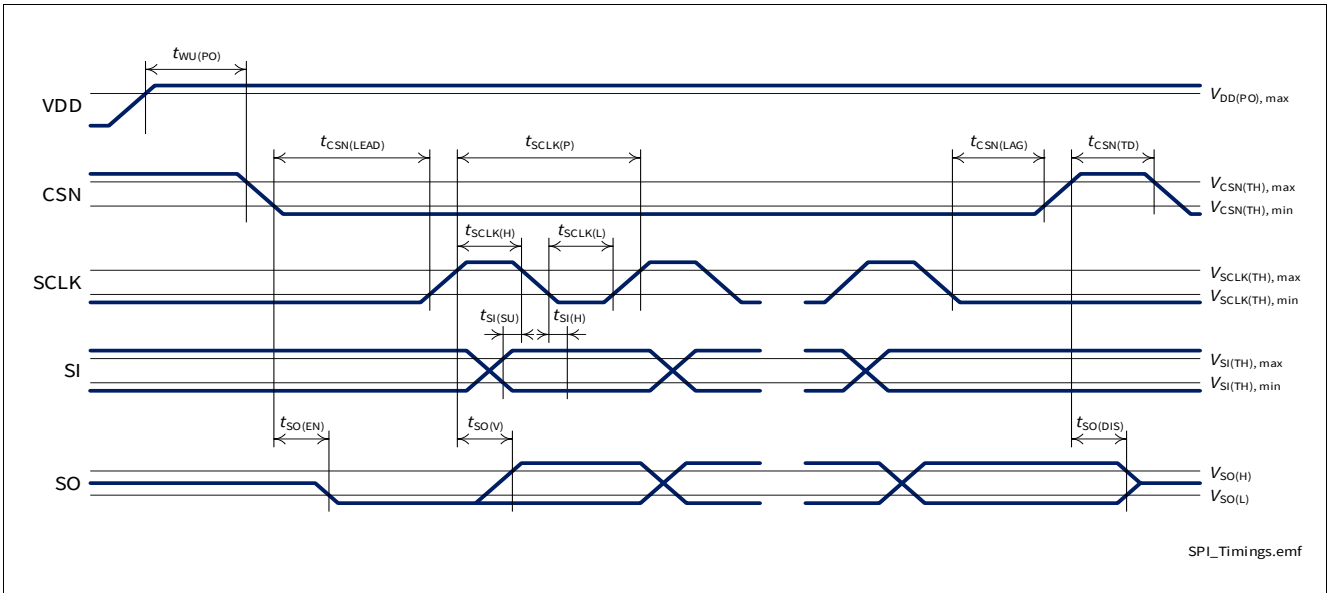 tWU(PO)
VDD
VDD(PO), max
tCSN(LEAD) tSCLK(P) tCSN(LAG) tCSN(TD)
CSN
VCSN(TH), max
VCSN(TH), min
tSCLK(H) tSCLK(L)
SCLK
VSCLK(TH), max
VSCLK(TH), min
tSI(SU) tSI(H)
SI
VSI(TH), max
VSI(TH), min
tSO(EN) tSO(V) tSO(DIS)
SO
VSO(H)
VSO(L)
SPI_Timings.emf